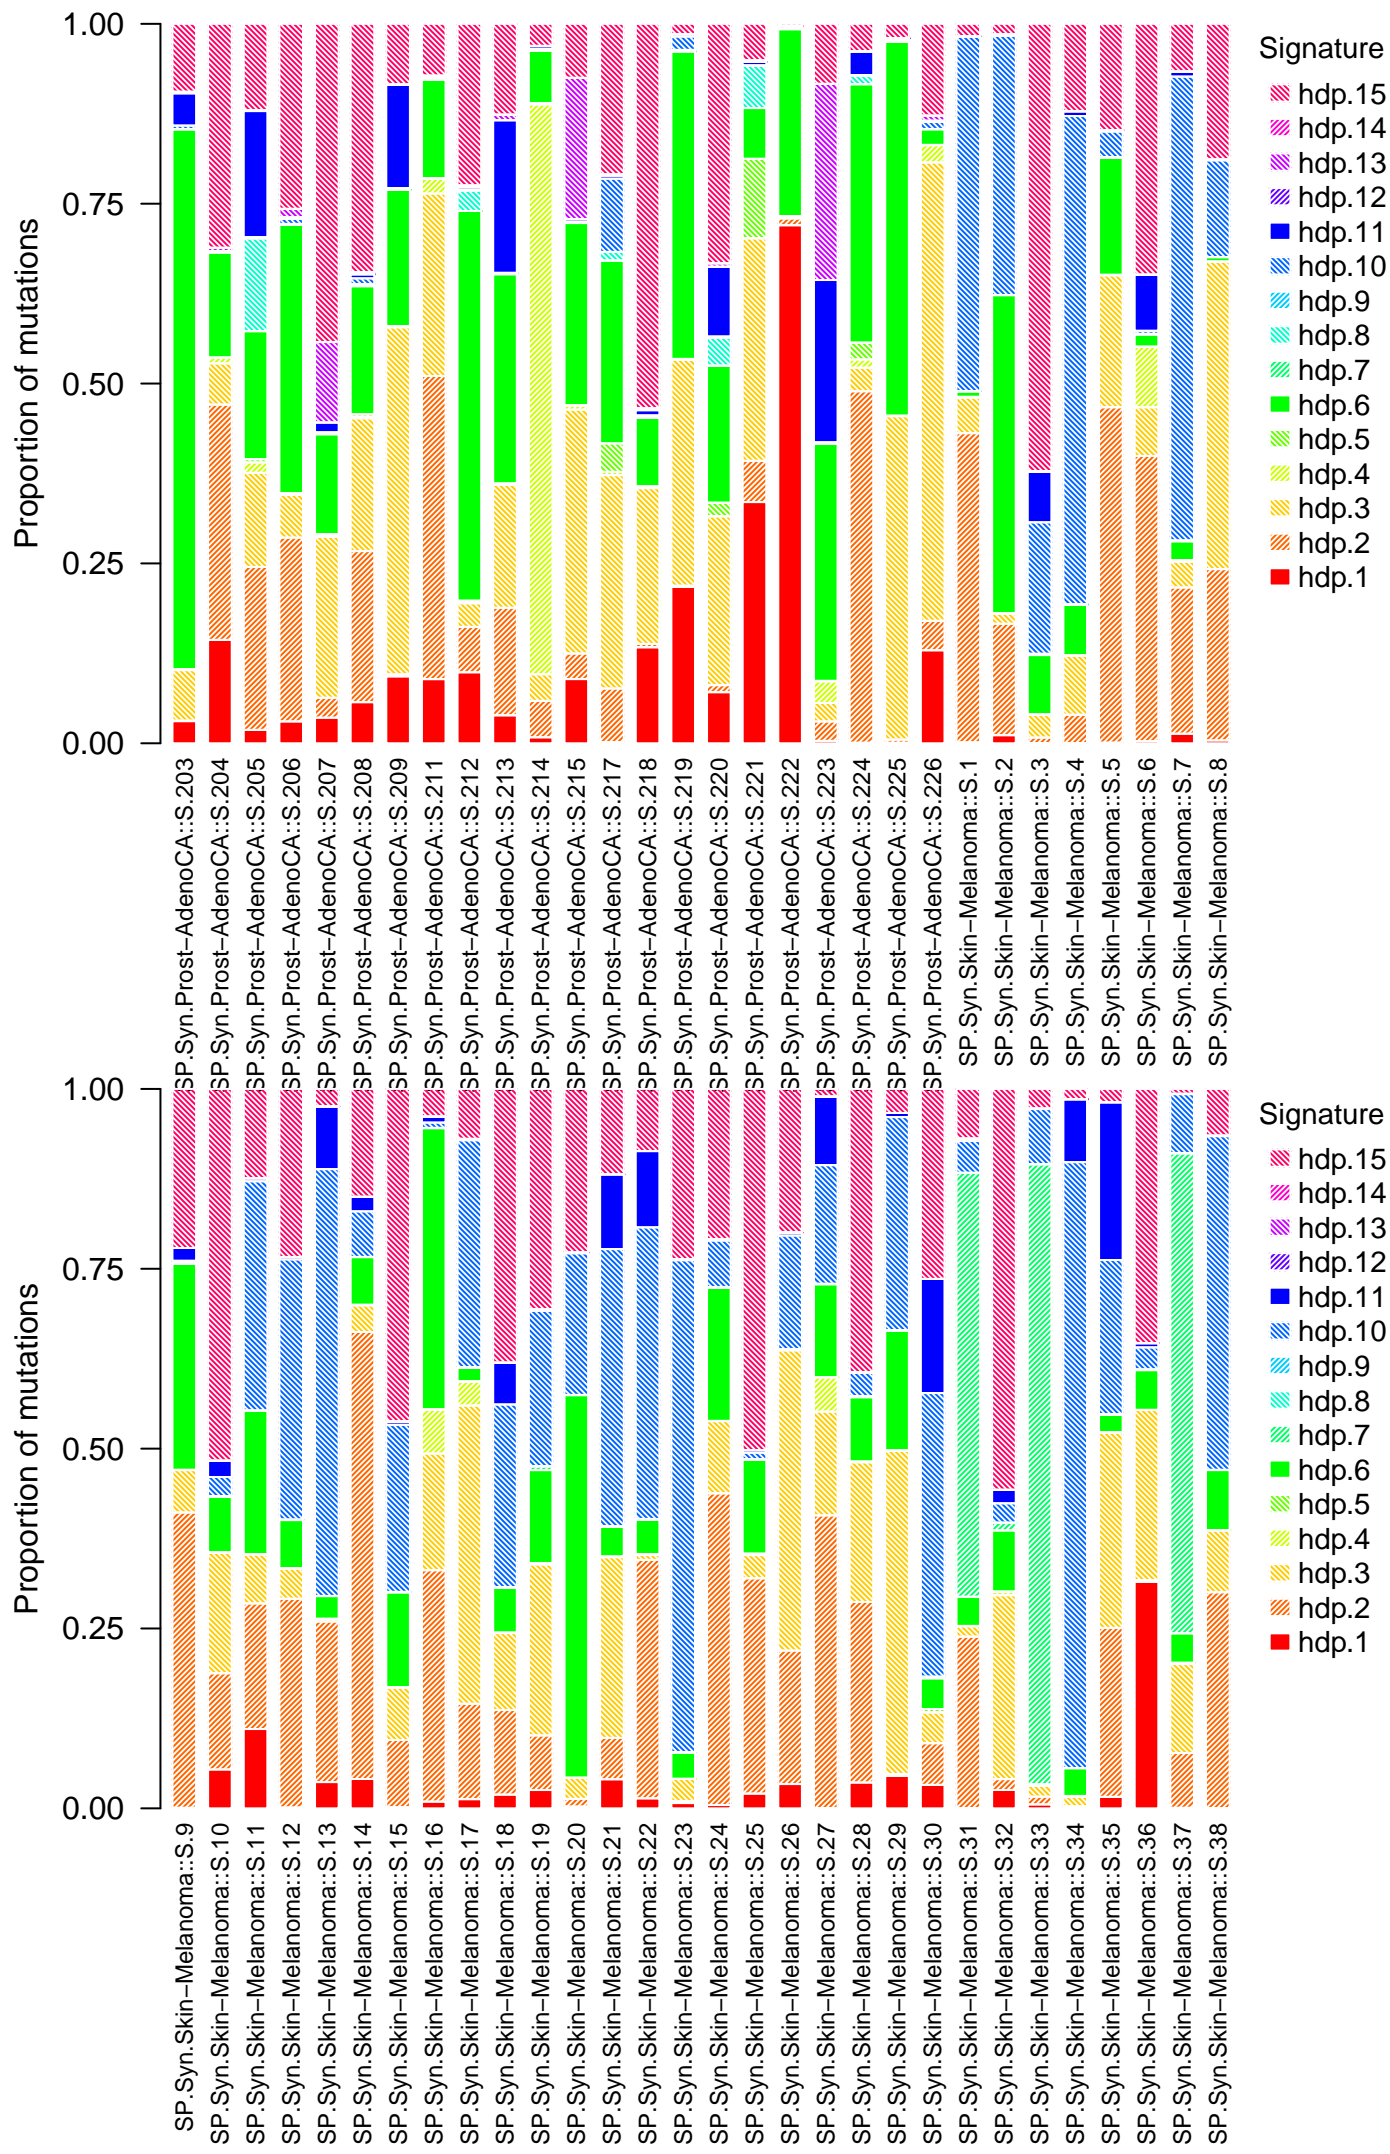 Proportion of mutations
1.00
0.75
0.50
0.25
0.00
Signature
hdp.15
hdp.14
hdp.13
hdp.12
hdp.11
hdp.10
hdp.9
hdp.8
hdp.7
hdp.6
hdp.5
hdp.4
hdp.3
hdp.2
hdp.1
SP.Syn.Prost−AdenoCA::S.203
SP.Syn.Prost−AdenoCA::S.204
SP.Syn.Prost−AdenoCA::S.205
SP.Syn.Prost−AdenoCA::S.206
SP.Syn.Prost−AdenoCA::S.207
SP.Syn.Prost−AdenoCA::S.208
SP.Syn.Prost−AdenoCA::S.209
SP.Syn.Prost−AdenoCA::S.211
SP.Syn.Prost−AdenoCA::S.212
SP.Syn.Prost−AdenoCA::S.213
SP.Syn.Prost−AdenoCA::S.214
SP.Syn.Prost−AdenoCA::S.215
SP.Syn.Prost−AdenoCA::S.217
SP.Syn.Prost−AdenoCA::S.218
SP.Syn.Prost−AdenoCA::S.219
SP.Syn.Prost−AdenoCA::S.220
SP.Syn.Prost−AdenoCA::S.221
SP.Syn.Prost−AdenoCA::S.222
SP.Syn.Prost−AdenoCA::S.223
SP.Syn.Prost−AdenoCA::S.224
SP.Syn.Prost−AdenoCA::S.225
SP.Syn.Prost−AdenoCA::S.226
SP.Syn.Skin−Melanoma::S.1
SP.Syn.Skin−Melanoma::S.2
SP.Syn.Skin−Melanoma::S.3
SP.Syn.Skin−Melanoma::S.4
SP.Syn.Skin−Melanoma::S.5
SP.Syn.Skin−Melanoma::S.6
SP.Syn.Skin−Melanoma::S.7
SP.Syn.Skin−Melanoma::S.8
Proportion of mutations
1.00
0.75
0.50
0.25
0.00
Signature
hdp.15
hdp.14
hdp.13
hdp.12
hdp.11
hdp.10
hdp.9
hdp.8
hdp.7
hdp.6
hdp.5
hdp.4
hdp.3
hdp.2
hdp.1
SP.Syn.Skin−Melanoma::S.9
SP.Syn.Skin−Melanoma::S.10
SP.Syn.Skin−Melanoma::S.11
SP.Syn.Skin−Melanoma::S.12
SP.Syn.Skin−Melanoma::S.13
SP.Syn.Skin−Melanoma::S.14
SP.Syn.Skin−Melanoma::S.15
SP.Syn.Skin−Melanoma::S.16
SP.Syn.Skin−Melanoma::S.17
SP.Syn.Skin−Melanoma::S.18
SP.Syn.Skin−Melanoma::S.19
SP.Syn.Skin−Melanoma::S.20
SP.Syn.Skin−Melanoma::S.21
SP.Syn.Skin−Melanoma::S.22
SP.Syn.Skin−Melanoma::S.23
SP.Syn.Skin−Melanoma::S.24
SP.Syn.Skin−Melanoma::S.25
SP.Syn.Skin−Melanoma::S.26
SP.Syn.Skin−Melanoma::S.27
SP.Syn.Skin−Melanoma::S.28
SP.Syn.Skin−Melanoma::S.29
SP.Syn.Skin−Melanoma::S.30
SP.Syn.Skin−Melanoma::S.31
SP.Syn.Skin−Melanoma::S.32
SP.Syn.Skin−Melanoma::S.33
SP.Syn.Skin−Melanoma::S.34
SP.Syn.Skin−Melanoma::S.35
SP.Syn.Skin−Melanoma::S.36
SP.Syn.Skin−Melanoma::S.37
SP.Syn.Skin−Melanoma::S.38